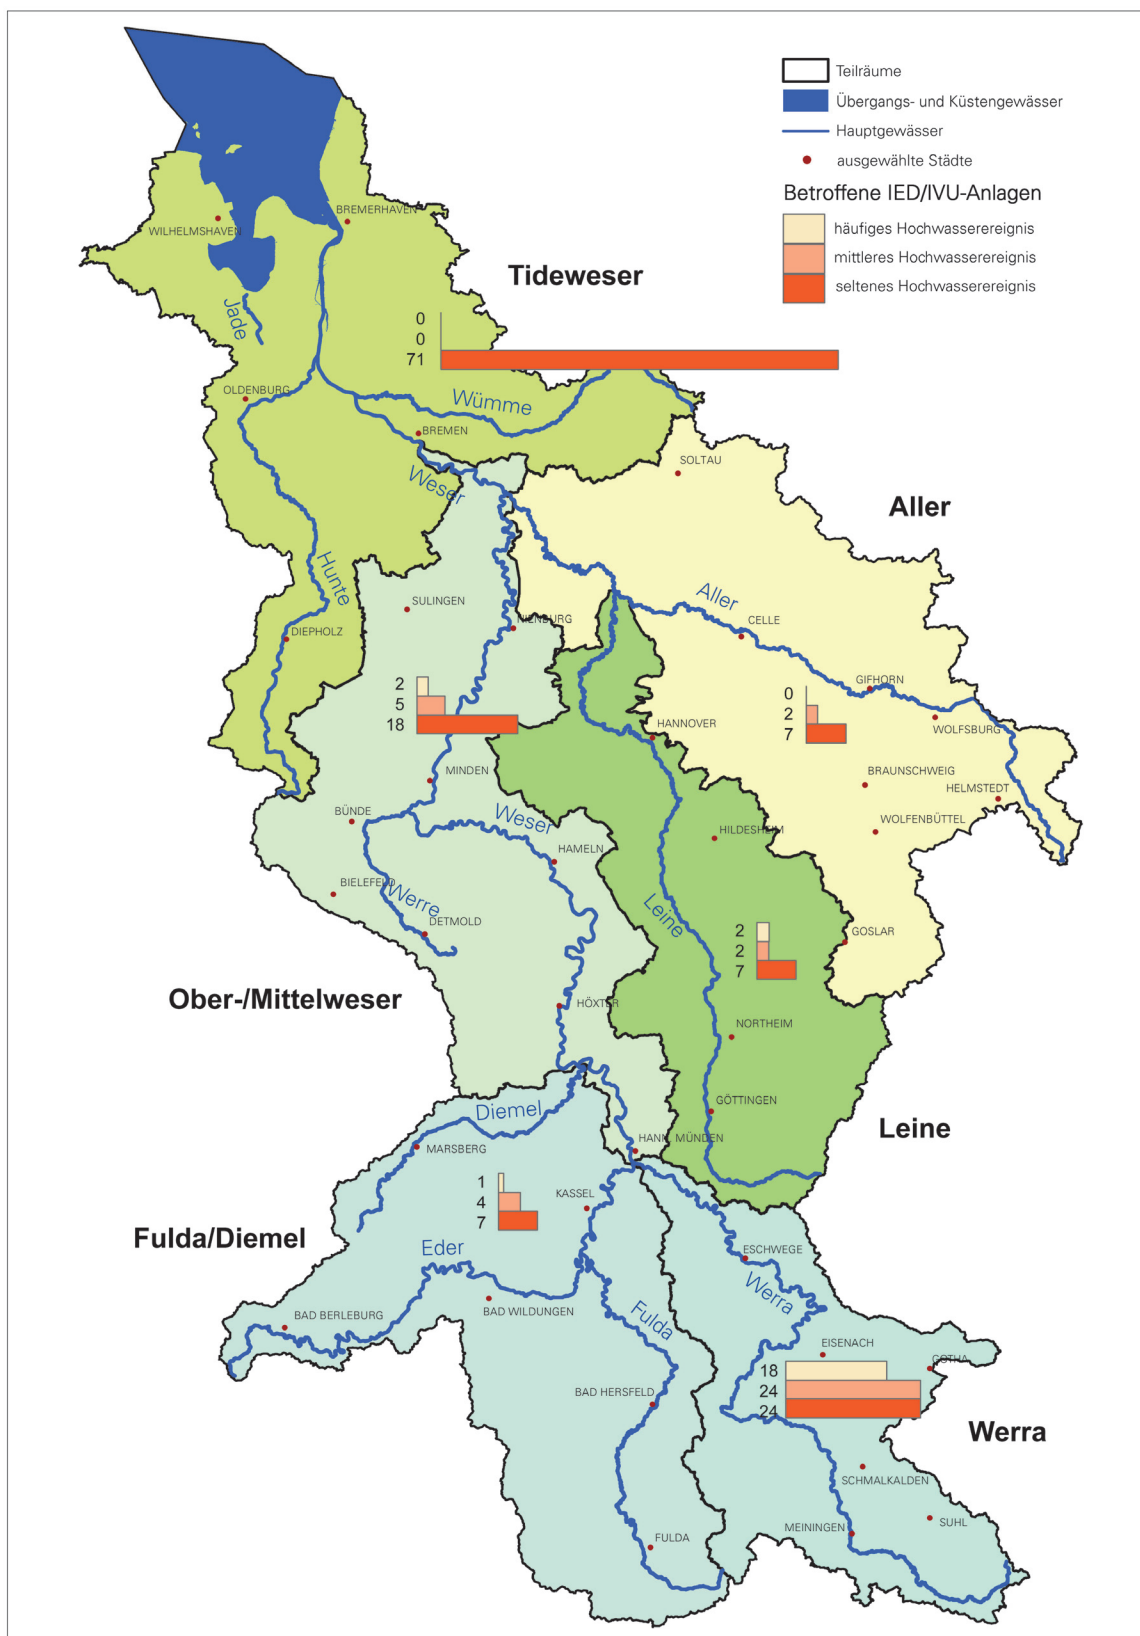 Teilräume
Übergangs- und Küstengewässer
Hauptgewässer
ausgewählte Städte
Betroffene IED/IVU-Anlagen
häufiges Hochwasserereignis
mittleres Hochwasserereignis
seltenes Hochwasserereignis
BREMERHAVEN
WILHELMSHAVEN
Tideweser
Jade
0
0
71
OLDENBURG
Wümme
BREMEN
SOLTAU
Weser
Aller
Hunte
Aller
SULINGEN
NIENBURG
CELLE
DIEPHOLZ
2
5
18
GIFHORN
0
2
7
HANNOVER
WOLFSBURG
MINDEN
BRAUNSCHWEIG
HELMSTEDT
BÜNDE
Weser
WOLFENBÜTTEL
HILDESHEIM
HAMELN
BIELEFELD
Werre
Leine
DETMOLD
2
2
7
GOSLAR
Ober-/Mittelweser
HÖXTER
NORTHEIM
Diemel
GÖTTINGEN
Leine
HANN. MÜNDEN
MARSBERG
1
4
7
KASSEL
Fulda/Diemel
Eder
ESCHWEGE
Werra
BAD BERLEBURG
BAD WILDUNGEN
Fulda
EISENACH
GOTHA
18
24
24
BAD HERSFELD
Werra
SCHMALKALDEN
MEININGEN
SUHL
FULDA